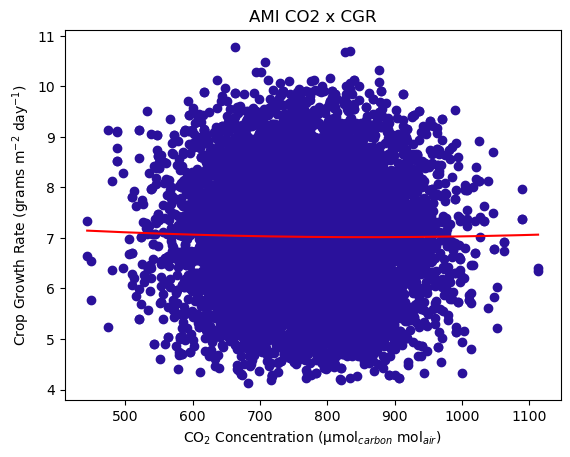 AMI CO2 x CGR
Crop Growth Rate (grams m⁻² day⁻¹)
11
10
9
8
7
6
5
4
500 600 700 800 900 1000 1100
CO₂ Concentration (μmol_carbon mol_air)